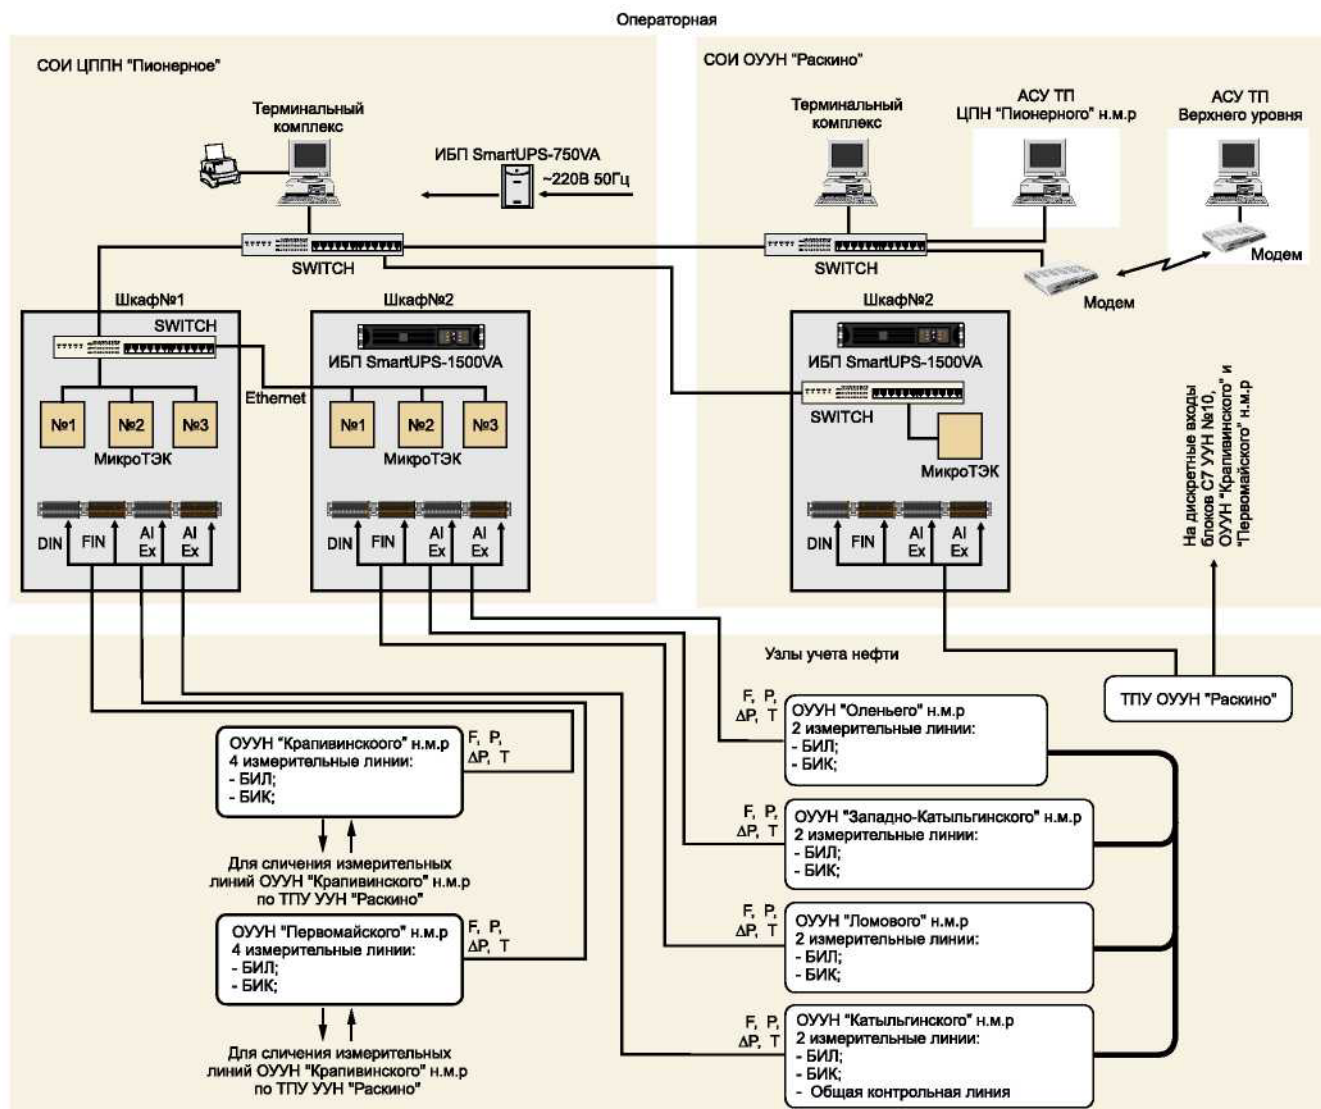 Операторная
СОИ ЦППН "Пионерное"
Терминальный
комплекс
ИБП SmartUPS-750VA
~220В 50Гц
SWITCH
СОИ ОУУН "Раскино"
Терминальный
комплекс
АСУ ТП
ЦПН "Пионерного" н.м.р
АСУ ТП
Верхнего уровня
SWITCH
Модем
Модем
Шкаф№1
SWITCH
№1
№2
№3
МикроТЭК
DIN
FIN
AI
Ex
AI
Ex
Ethernet
Шкаф№2
ИБП SmartUPS-1500VA
№1
№2
№3
МикроТЭК
DIN
FIN
AI
Ex
AI
Ex
Шкаф№2
ИБП SmartUPS-1500VA
SWITCH
МикроТЭК
DIN
FIN
AI
Ex
AI
Ex
На дискретные входы
блоков С7 УУН №10,
ОУУН "Крапивинского" и
"Первомайского" н.м.р
Узлы учета нефти
ТПУ ОУУН "Раскино"
ОУУН "Крапивинскоого" н.м.р
4 измерительные линии:
- БИЛ;
- БИК;
F, P,
ΔP, T
Для сличения измерительных
линий ОУУН "Крапивинского" н.м.р
по ТПУ УУН "Раскино"
ОУУН "Первомайского" н.м.р
4 измерительные линии:
- БИЛ;
- БИК;
F, P,
ΔP, T
Для сличения измерительных
линий ОУУН "Крапивинского" н.м.р
по ТПУ УУН "Раскино"
F, P,
ΔP, T
ОУУН "Оленьего" н.м.р
2 измерительные линии:
- БИЛ;
- БИК;
F, P,
ΔP, T
ОУУН "Западно-Катыльгинского" н.м.р
2 измерительные линии:
- БИЛ;
- БИК;
F, P,
ΔP, T
ОУУН "Ломового" н.м.р
2 измерительные линии:
- БИЛ;
- БИК;
F, P,
ΔP, T
ОУУН "Катыльгинского" н.м.р
2 измерительные линии:
- БИЛ;
- БИК;
- Общая контрольная линия